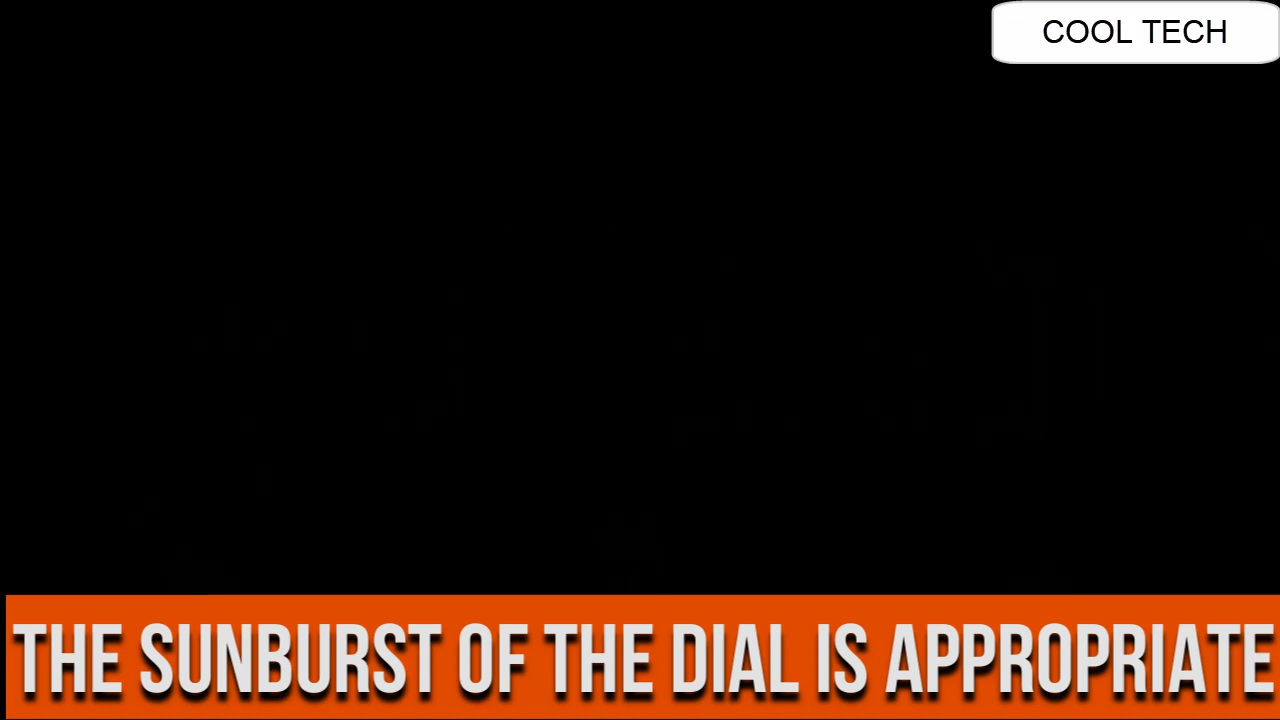 COOL TECH
THE SUNBURST OF THE DIAL IS APPROPRIATE